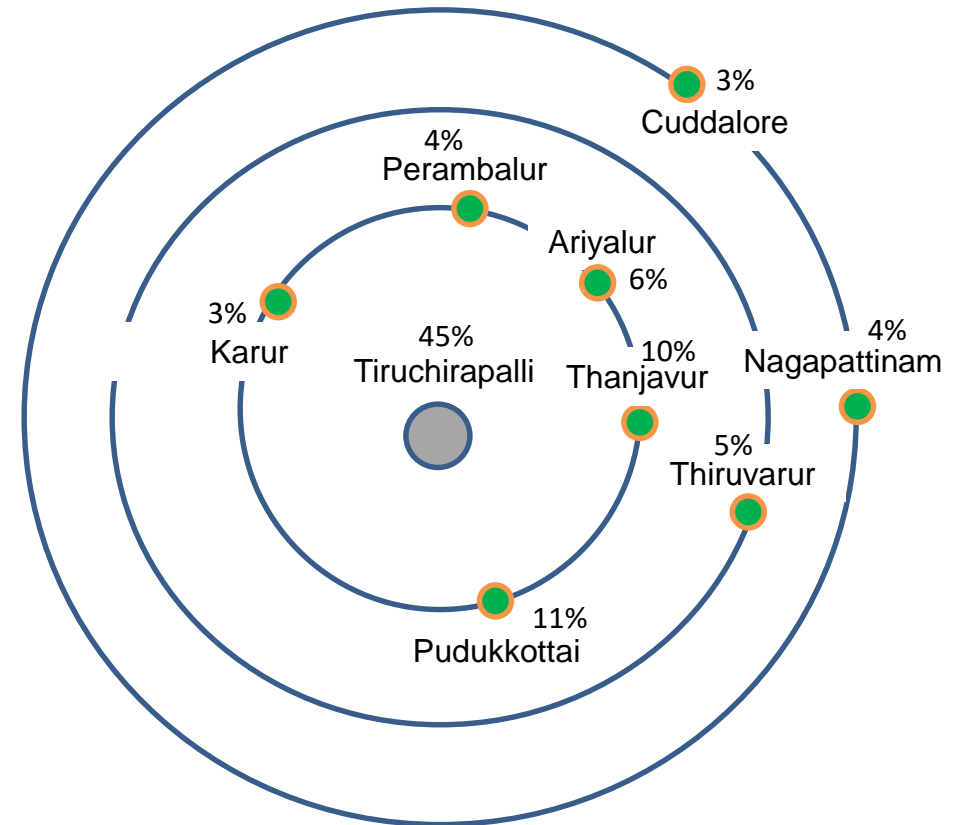 3%
Cuddalore
4%
Perambalur
Ariyalur
6%
3%
Karur
45%
Tiruchirapalli
10%
Thanjavur
4%
Nagapattinam
5%
Thiruvarur
11%
Pudukkottai